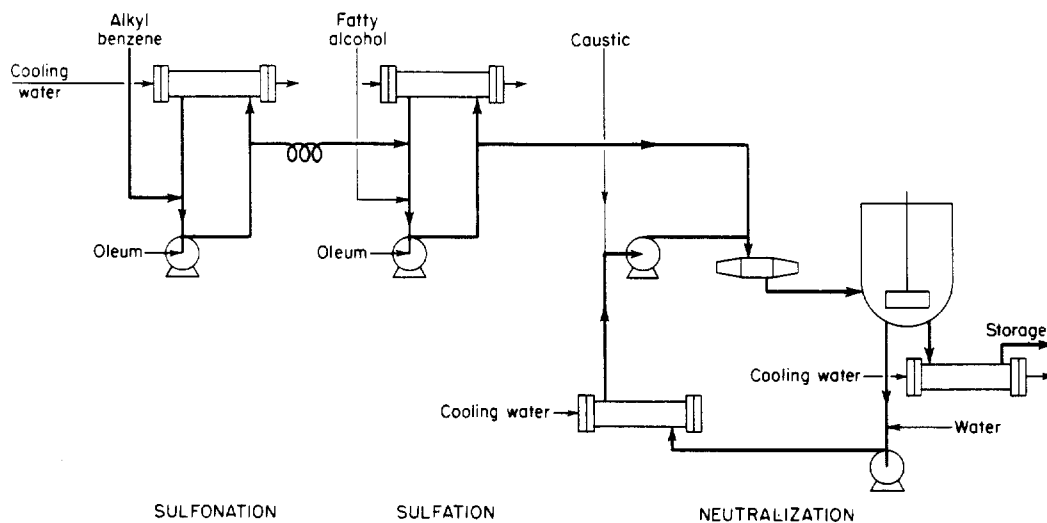 Alkyl
benzene
Fatty
alcohol
Caustic
Cooling
water
Oleum
Oleum
Storage
Cooling water
Cooling water
Water
SULFONATION
SULFATION
NEUTRALIZATION